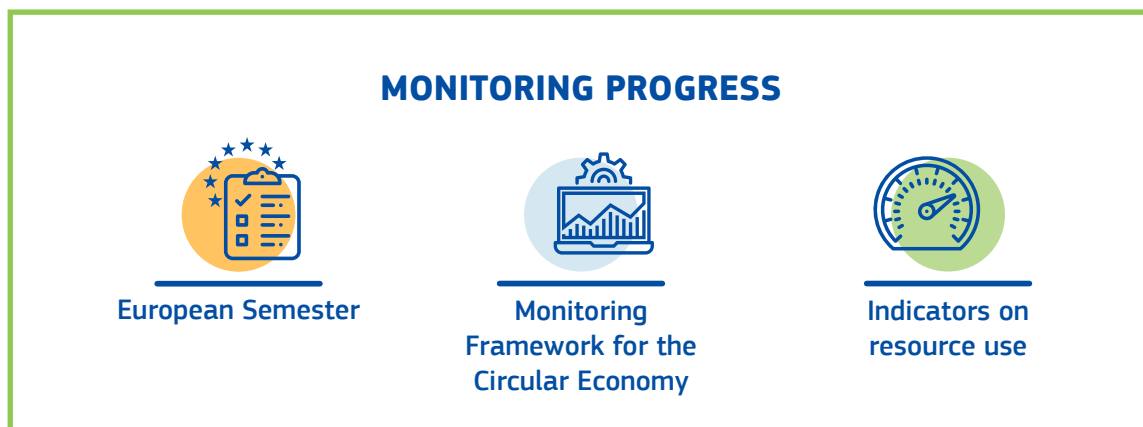 MONITORING PROGRESS
European Semester
Monitoring
Framework for the
Circular Economy
Indicators on
resource use